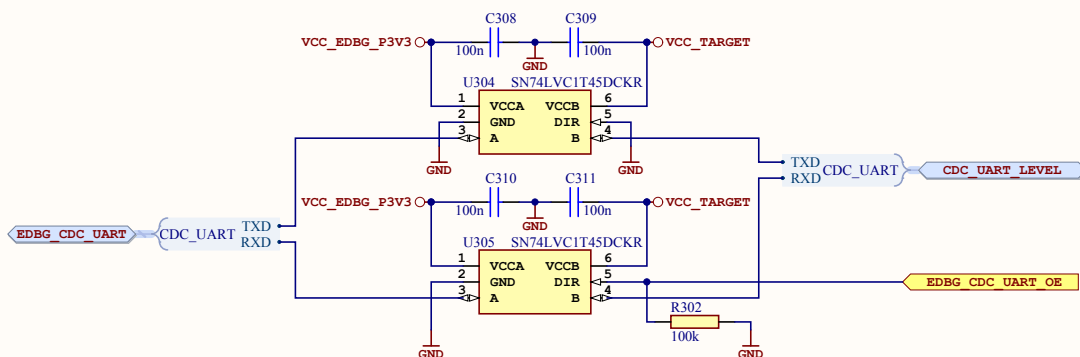 C308 C309
VCC_EDBG_P3V3 VCC_TARGET
100n 100n
GND
U304 SN74LVC1T45DCKR
1 VCCA VCCB 6
2 GND DIR 5
3 A B 4
GND GND
TXD
RXD
CDC_UART
CDC_UART_LEVEL
C310 C311
VCC_EDBG_P3V3 VCC_TARGET
100n 100n
GND
EDBG_CDC_UART
CDC_UART
TXD
RXD
U305 SN74LVC1T45DCKR
1 VCCA VCCB 6
2 GND DIR 5
3 A B 4
EDBG_CDC_UART_OE
R302
100k
GND GND